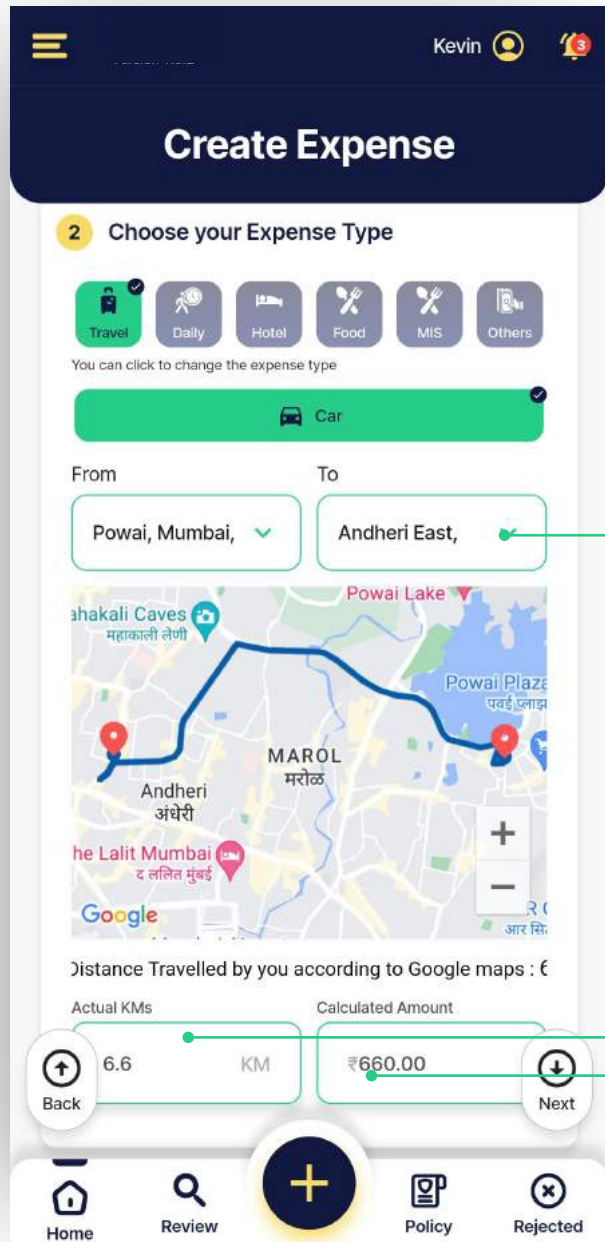 Kevin
3
Create Expense
2 Choose your Expense Type
Travel Daily Hotel Food MIS Others
You can click to change the expense type
Car
From To
Powai, Mumbai, Andheri East,
Powai Lake
ahakali Caves
महाकाली लेणी
Powai Plaza
पवई प्लाझा
MAROL
मरोळ
Andheri
अंधेरी
he Lalit Mumbai
द ललित मुंबई
+
−
Google
Distance Travelled by you according to Google maps : 6
Actual KMs Calculated Amount
6.6 KM ₹660.00
Back Next
+
Home Review Policy Rejected